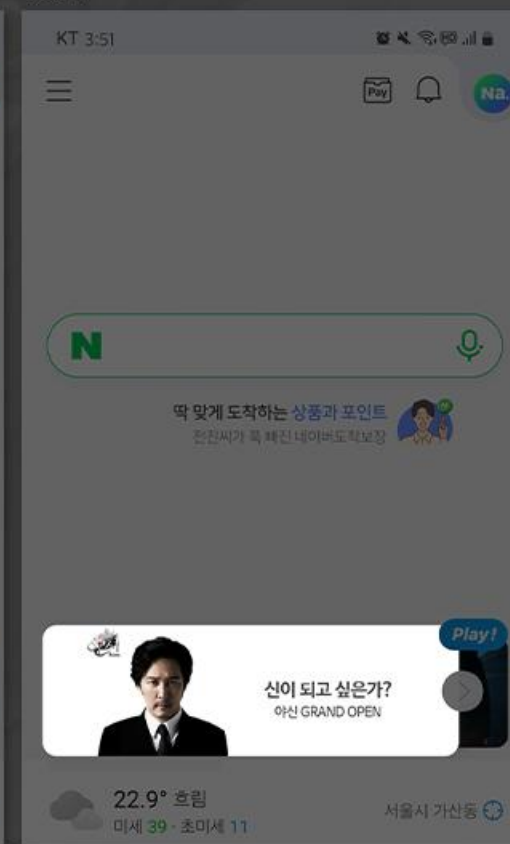 KT 3:51
Pay
Na.
N
딱 맞게 도착하는 상품과 포인트
전진씨가 푹 빠진 네이버도착보장
Play!
신이 되고 싶은가?
야신 GRAND OPEN
22.9° 흐림
미세 39 · 초미세 11
서울시 가산동